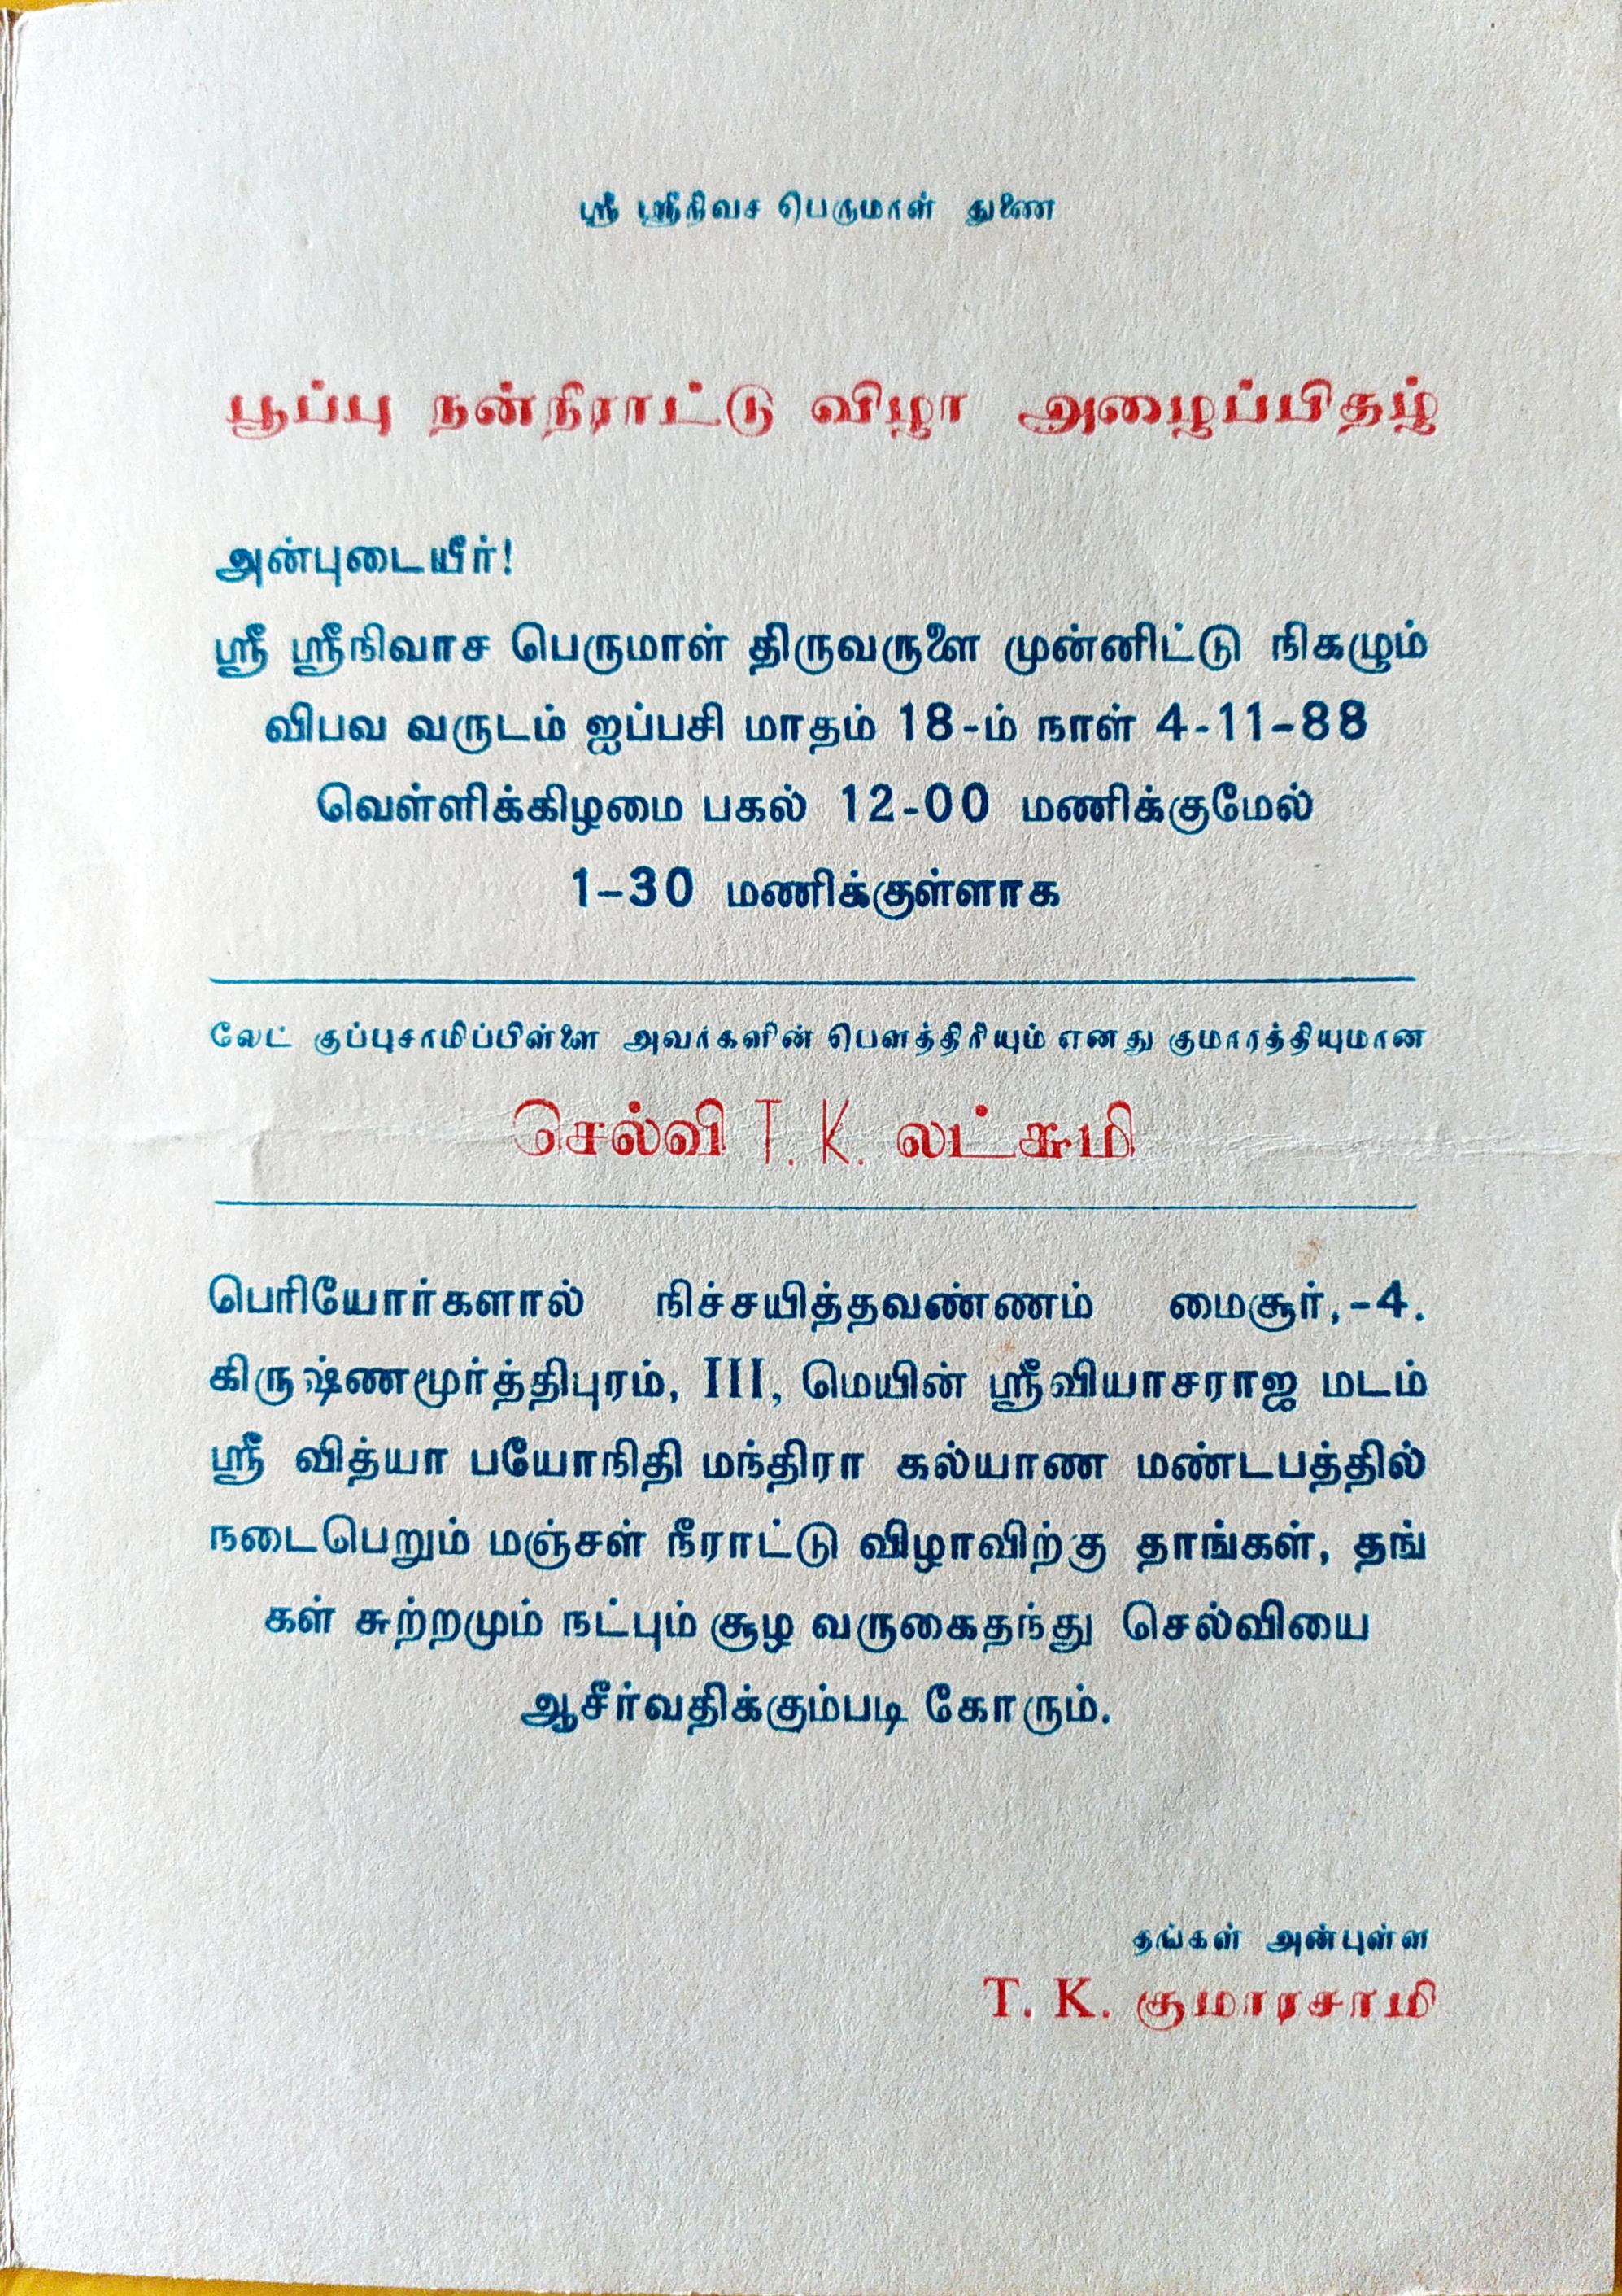 ஸ்ரீ ஸ்ரீநிவச பெருமாள் துணை
பூப்பு நன்நிராட்டு விழா அழைப்பிதழ்
அன்புடையீர்!
ஸ்ரீ ஸ்ரீநிவாச பெருமாள் திருவருளை முன்னிட்டு நிகழும்
விபவ வருடம் ஐப்பசி மாதம் 18-ம் நாள் 4-11-88
வெள்ளிக்கிழமை பகல் 12-00 மணிக்குமேல்
1-30 மணிக்குள்ளாக
லேட் குப்புசாமிப்பிள்ளை அவர்களின் பௌத்திரியும் எனது குமாரத்தியுமான
செல்வி T. K. லட்சுமி
பெரியோர்களால் நிச்சயித்தவண்ணம் மைசூர்,-4.
கிருஷ்ணமூர்த்திபுரம், III, மெயின் ஸ்ரீவியாசராஜ மடம்
ஸ்ரீ வித்யா பயோநிதி மந்திரா கல்யாண மண்டபத்தில்
நடைபெறும் மஞ்சள் நீராட்டு விழாவிற்கு தாங்கள், தங்
கள் சுற்றமும் நட்பும் சூழ வருகைதந்து செல்வியை
ஆசீர்வதிக்கும்படி கோரும்.
தங்கள் அன்புள்ள
T. K. குமாரசாமி